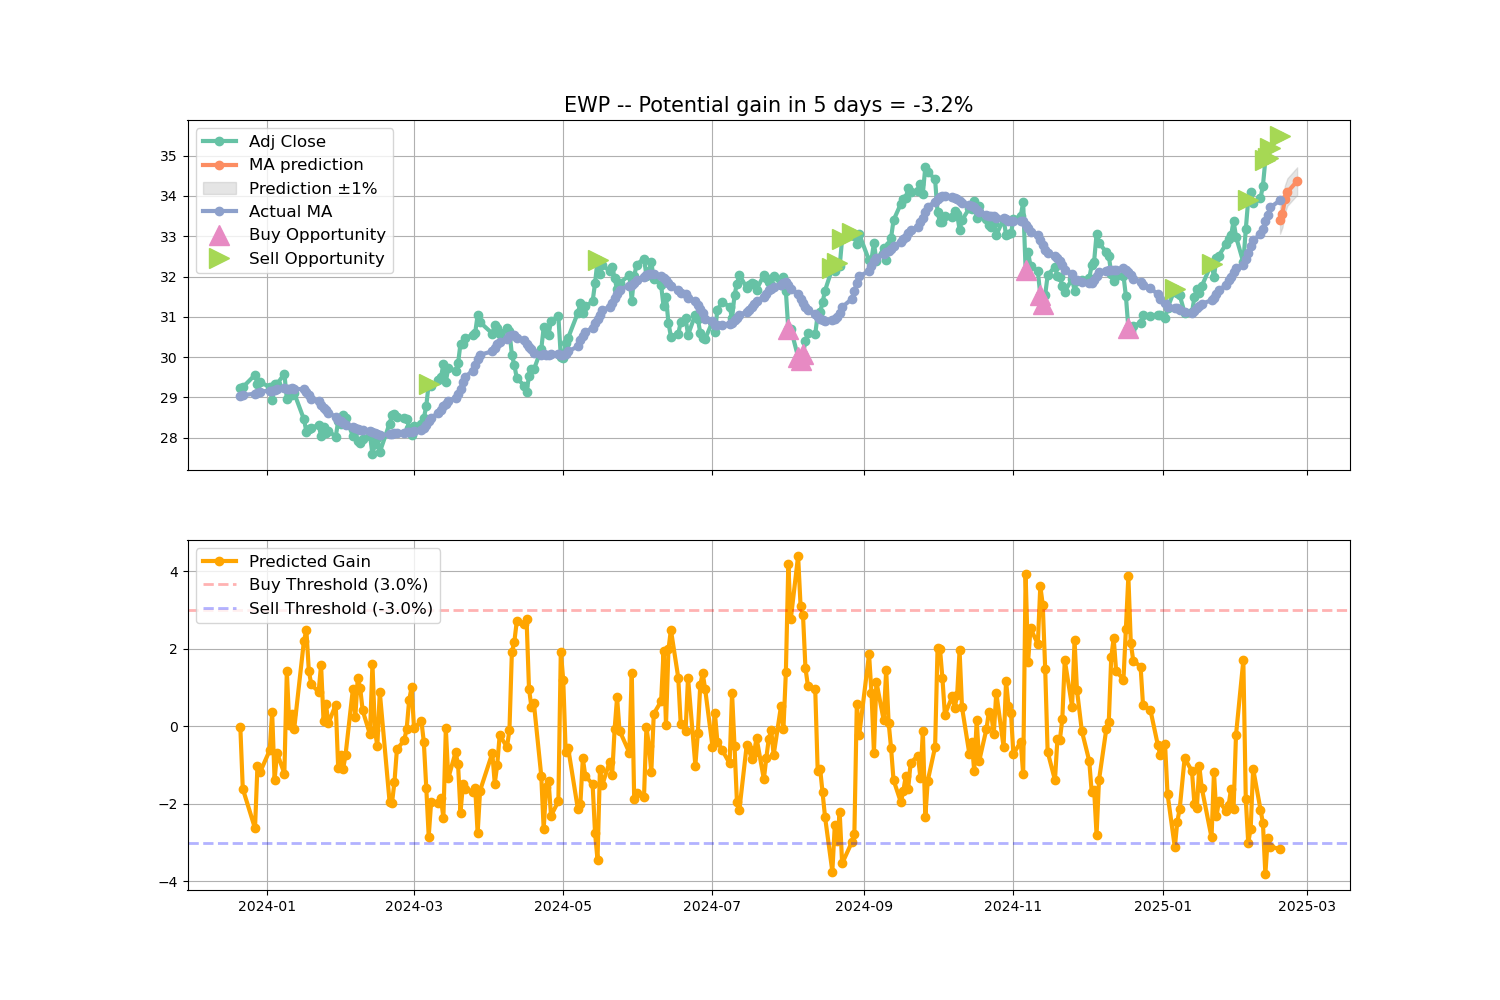 EWP -- Potential gain in 5 days = -3.2%
Adj Close
MA prediction
Prediction ±1%
Actual MA
Buy Opportunity
Sell Opportunity
35
34
33
32
31
30
29
28
Predicted Gain
Buy Threshold (3.0%)
Sell Threshold (-3.0%)
4
2
0
−2
−4
2024-01 2024-03 2024-05 2024-07 2024-09 2024-11 2025-01 2025-03